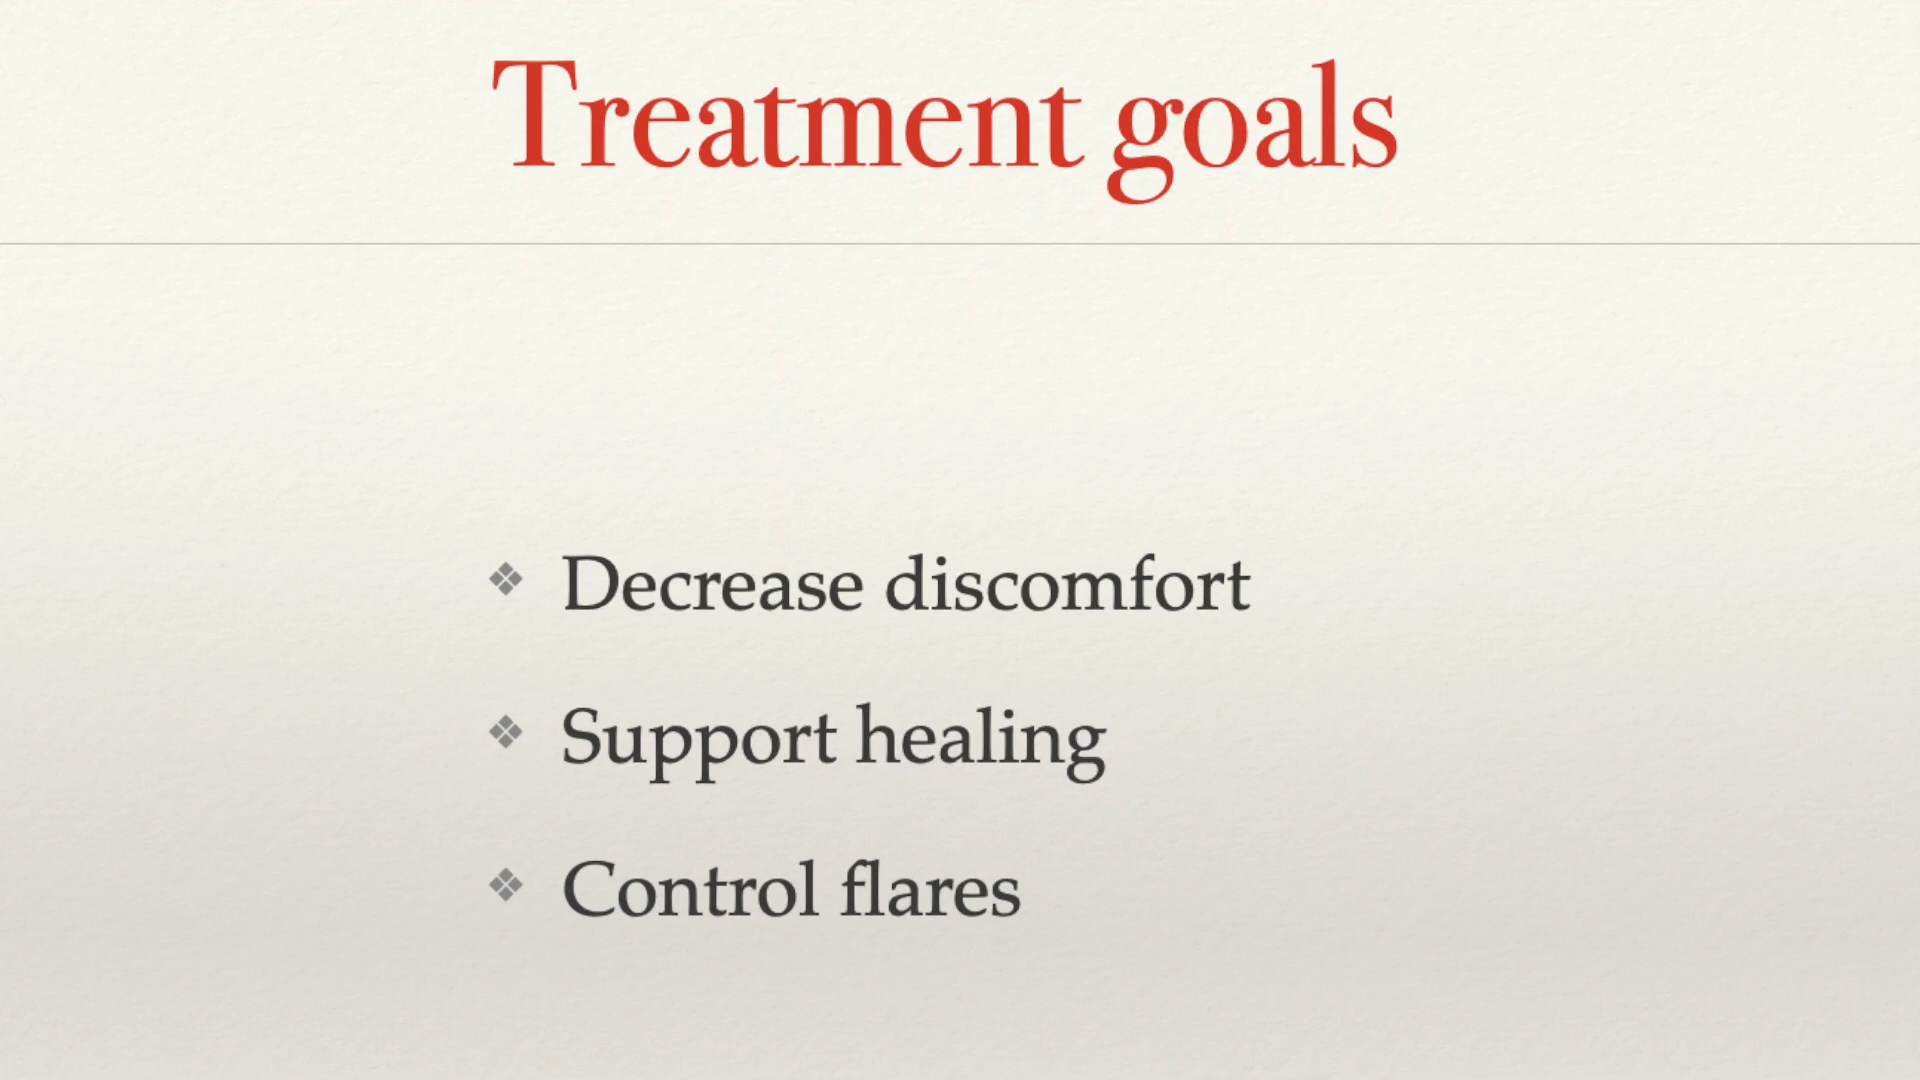 Treatment goals
❖ Decrease discomfort
❖ Support healing
❖ Control flares